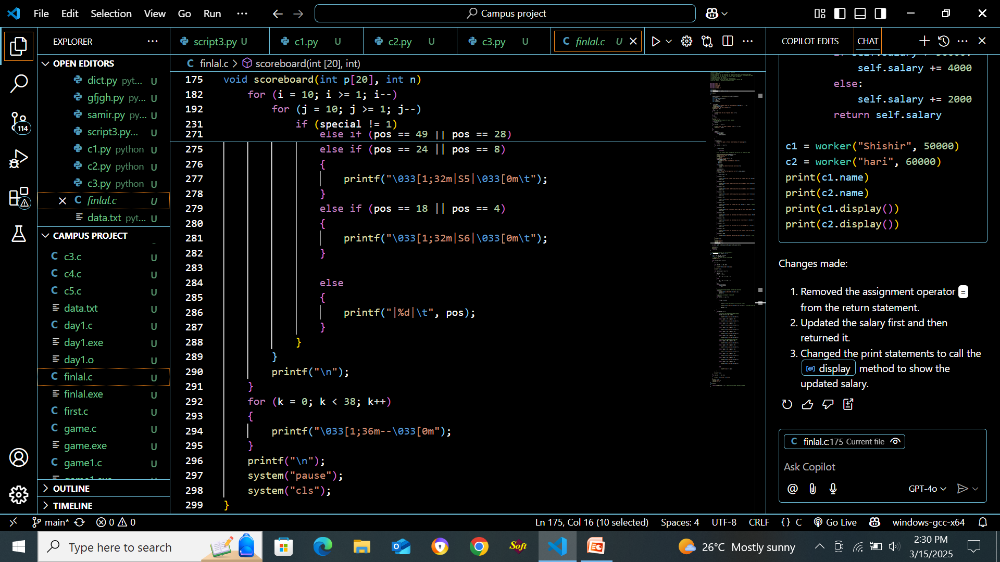 File Edit Selection View Go Run ···
Campus project
EXPLORER
script3.py U
c1.py U
c2.py U
c3.py U
C finlal.c U
COPILOT EDITS
CHAT
OPEN EDITORS
dict.py pyt... U
gfjgh.py py... U
samir.py py... U
script3.py... U
c1.py python U
c2.py python U
c3.py python U
C finlal.c U
data.txt pyt... U
CAMPUS PROJECT
C c3.c U
C c4.c U
C c5.c U
data.txt U
C day1.c U
day1.exe U
day1.o U
C finlal.c U
finlal.exe U
C first.c U
C game.c U
game.exe U
C game1.c U
game1.exe
OUTLINE
TIMELINE
114
C finlal.c > scoreboard(int [20], int)
175 void scoreboard(int p[20], int n)
182 for (i = 10; i >= 1; i--)
192 for (j = 10; j >= 1; j--)
231 if (special != 1)
271 else if (pos == 49 || pos == 28)
275 else if (pos == 24 || pos == 8)
276 {
277 printf("\033[1;32m|S5|\033[0m\t");
278 }
279 else if (pos == 18 || pos == 4)
280 {
281 printf("\033[1;32m|S6|\033[0m\t");
282 }
283
284 else
285 {
286 printf("|%d|\t", pos);
287 }
288 }
289 }
290 printf("\n");
291 }
292 for (k = 0; k < 38; k++)
293 {
294 printf("\033[1;36m--\033[0m");
295 }
296 printf("\n");
297 system("pause");
298 system("cls");
299 }
self.salary += 4000
else:
self.salary += 2000
return self.salary
c1 = worker("Shishir", 50000)
c2 = worker("hari", 60000)
print(c1.name)
print(c2.name)
print(c1.display())
print(c2.display())
Changes made:
1. Removed the assignment operator =
from the return statement.
2. Updated the salary first and then
returned it.
3. Changed the print statements to call the
display method to show the
updated salary.
C finlal.c:175 Current file
Ask Copilot
@ GPT-4o
main* 0 0
Ln 175, Col 16 (10 selected) Spaces: 4 UTF-8 CRLF {} C Go Live windows-gcc-x64
Type here to search
Soft
26°C Mostly sunny
2:30 PM
3/15/2025